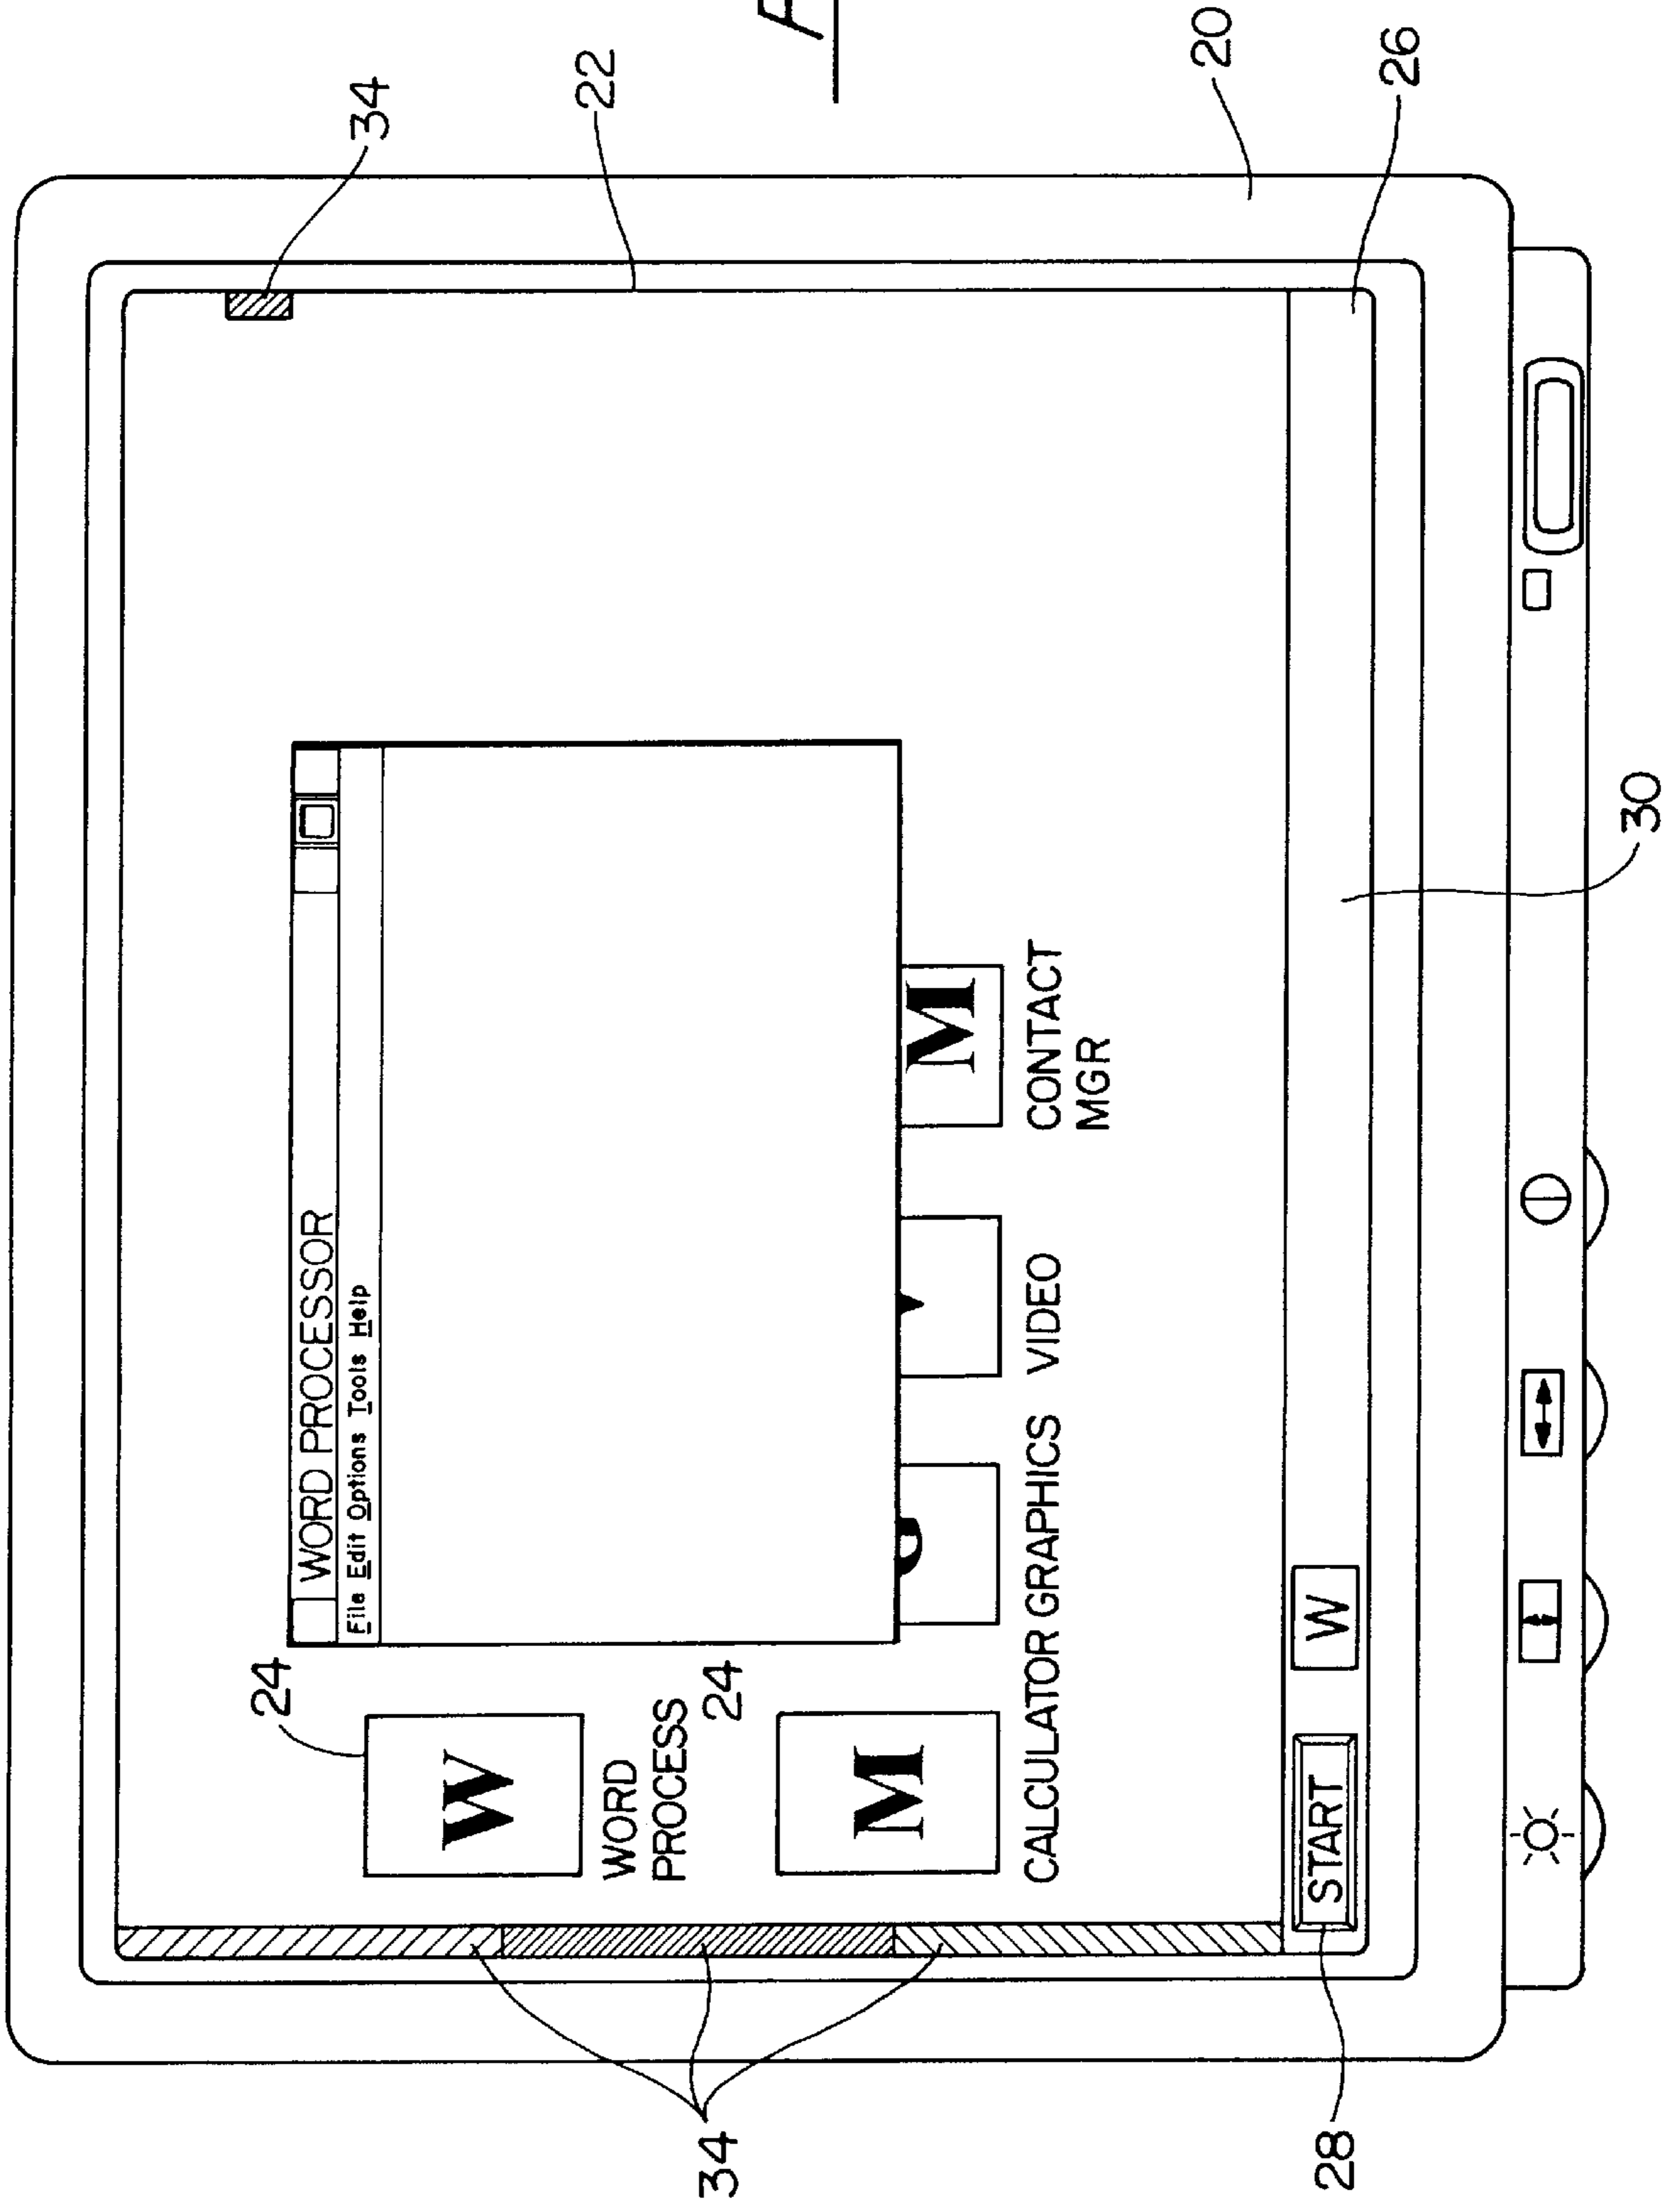 34
22
20
26
WORD PROCESSOR
File Edit Options Tools Help
24
W
WORD
PROCESS
24
M
M
CALCULATOR GRAPHICS VIDEO CONTACT
MGR
START W
34
28
30